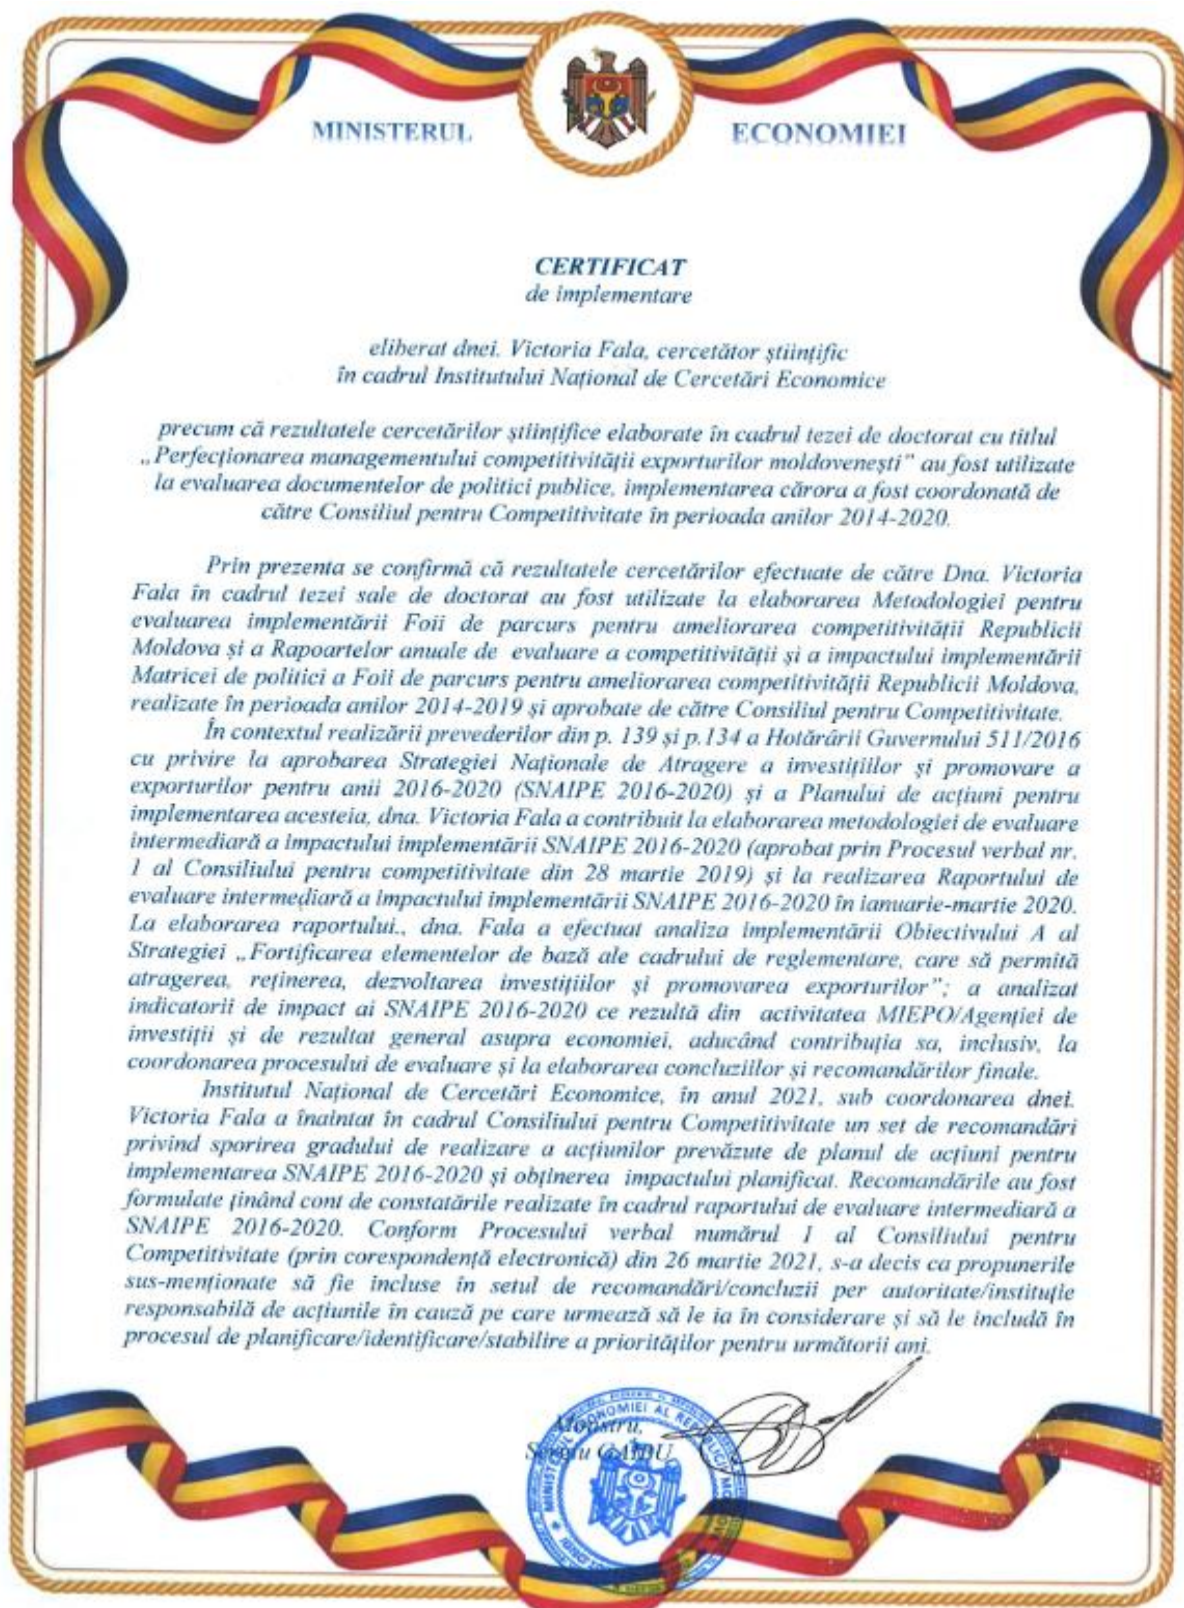 MINISTERUL ECONOMIEI
CERTIFICAT
de implementare
eliberat dnei. Victoria Fala, cercetător științific
în cadrul Institutului Național de Cercetări Economice
precum că rezultatele cercetărilor științifice elaborate în cadrul tezei de doctorat cu titlul
„Perfecționarea managementului competitivității exporturilor moldovenești” au fost utilizate
la evaluarea documentelor de politici publice, implementarea cărora a fost coordonată de
către Consiliul pentru Competitivitate în perioada anilor 2014-2020.
Prin prezenta se confirmă că rezultatele cercetărilor efectuate de către Dna. Victoria
Fala în cadrul tezei sale de doctorat au fost utilizate la elaborarea Metodologiei pentru
evaluarea implementării Foii de parcurs pentru ameliorarea competitivității Republicii
Moldova și a Rapoartelor anuale de evaluare a competitivității și a impactului implementării
Matricei de politici a Foii de parcurs pentru ameliorarea competitivității Republicii Moldova,
realizate în perioada anilor 2014-2019 și aprobate de către Consiliul pentru Competitivitate.
În contextul realizării prevederilor din p. 139 și p.134 a Hotărârii Guvernului 511/2016
cu privire la aprobarea Strategiei Naționale de Atragere a investițiilor și promovare a
exporturilor pentru anii 2016-2020 (SNAIPE 2016-2020) și a Planului de acțiuni pentru
implementarea acesteia, dna. Victoria Fala a contribuit la elaborarea metodologiei de evaluare
intermediară a impactului implementării SNAIPE 2016-2020 (aprobat prin Procesul verbal nr.
1 al Consiliului pentru competitivitate din 28 martie 2019) și la realizarea Raportului de
evaluare intermediară a impactului implementării SNAIPE 2016-2020 în ianuarie-martie 2020.
La elaborarea raportului., dna. Fala a efectuat analiza implementării Obiectivului A al
Strategiei „Fortificarea elementelor de bază ale cadrului de reglementare, care să permită
atragerea, reținerea, dezvoltarea investițiilor și promovarea exporturilor”; a analizat
indicatorii de impact ai SNAIPE 2016-2020 ce rezultă din activitatea MIEPO/Agenției de
investiții și de rezultat general asupra economiei, aducând contribuția sa, inclusiv, la
coordonarea procesului de evaluare și la elaborarea concluziilor și recomandărilor finale.
Institutul Național de Cercetări Economice, în anul 2021, sub coordonarea dnei.
Victoria Fala a înaintat în cadrul Consiliului pentru Competitivitate un set de recomandări
privind sporirea gradului de realizare a acțiunilor prevăzute de planul de acțiuni pentru
implementarea SNAIPE 2016-2020 și obținerea impactului planificat. Recomandările au fost
formulate ținând cont de constatările realizate în cadrul raportului de evaluare intermediară a
SNAIPE 2016-2020. Conform Procesului verbal numărul 1 al Consiliului pentru
Competitivitate (prin corespondență electronică) din 26 martie 2021, s-a decis ca propunerile
sus-menționate să fie incluse în setul de recomandări/concluzii per autoritate/instituție
responsabilă de acțiunile în cauză pe care urmează să le ia în considerare și să le includă în
procesul de planificare/identificare/stabilire a priorităților pentru următorii ani.
Ministru,
Sergiu GAIBU
MINISTERUL ECONOMIEI AL REPUBLICII